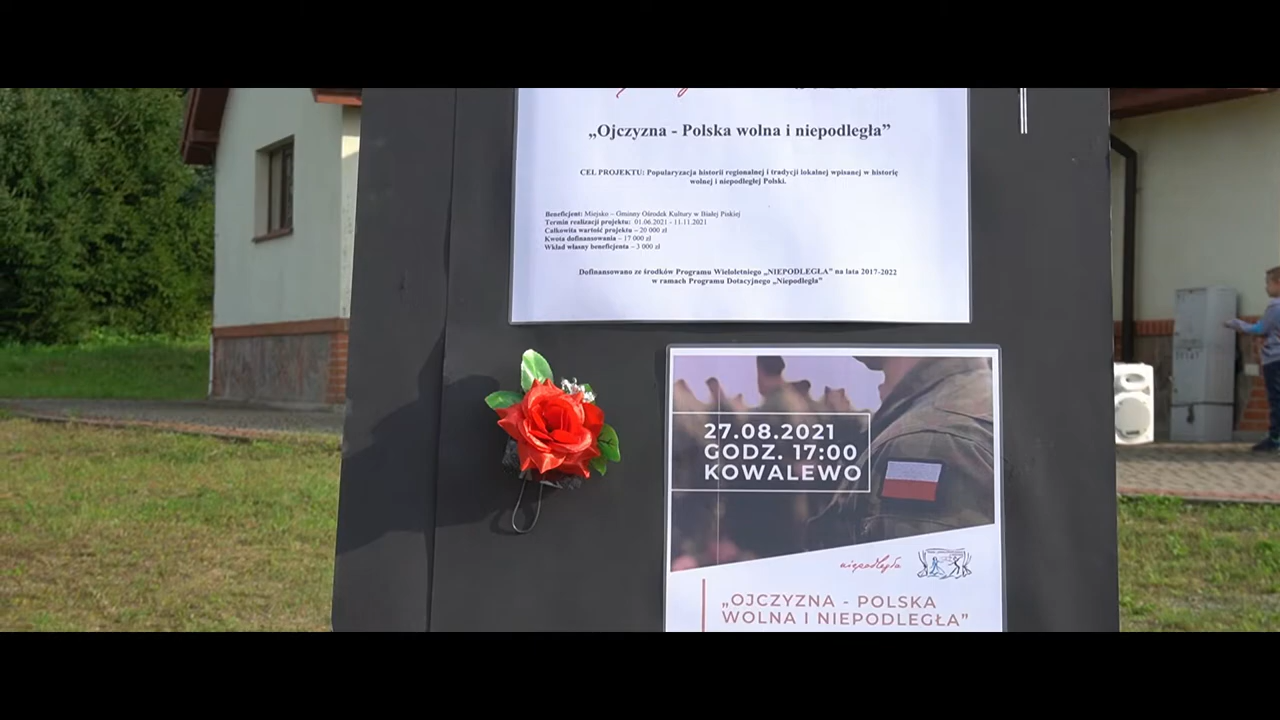 „Ojczyzna - Polska wolna i niepodległa”
CEL PROJEKTU: Popularyzacja historii regionalnej i tradycji lokalnej wpisanej w historię
wolnej i niepodległej Polski.
Beneficjent: Miejsko – Gminny Ośrodek Kultury w Białej Piskiej
Termin realizacji projektu: 01.06.2021 - 11.11.2021
Całkowita wartość projektu – 20 000 zł
Kwota dofinansowania – 17 000 zł
Wkład własny beneficjenta – 3 000 zł
Dofinansowano ze środków Programu Wieloletniego „NIEPODLEGŁA” na lata 2017-2022
w ramach Programu Dotacyjnego „Niepodległa”
27.08.2021
GODZ. 17:00
KOWALEWO
niepodległa
„OJCZYZNA - POLSKA
WOLNA I NIEPODLEGŁA”